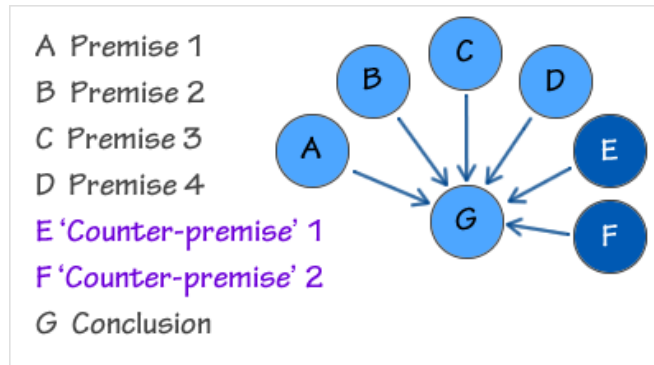 A Premise 1
B Premise 2
C Premise 3
D Premise 4
E ‘Counter-premise’ 1
F ‘Counter-premise’ 2
G Conclusion
C
B
D
A
E
G
F